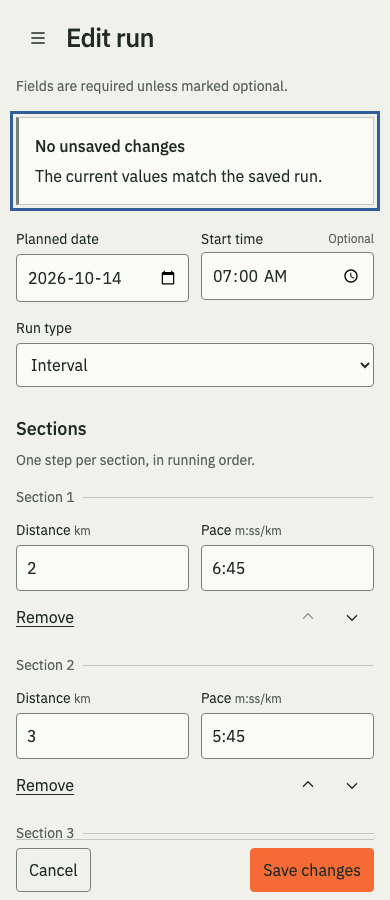 Edit run
Fields are required unless marked optional.
No unsaved changes
The current values match the saved run.
Planned date
Start time Optional
2026-10-14
07:00 AM
Run type
Interval
Sections
One step per section, in running order.
Section 1
Distance km
Pace m:ss/km
2
6:45
Remove
Section 2
Distance km
Pace m:ss/km
3
5:45
Remove
Section 3
Cancel
Save changes